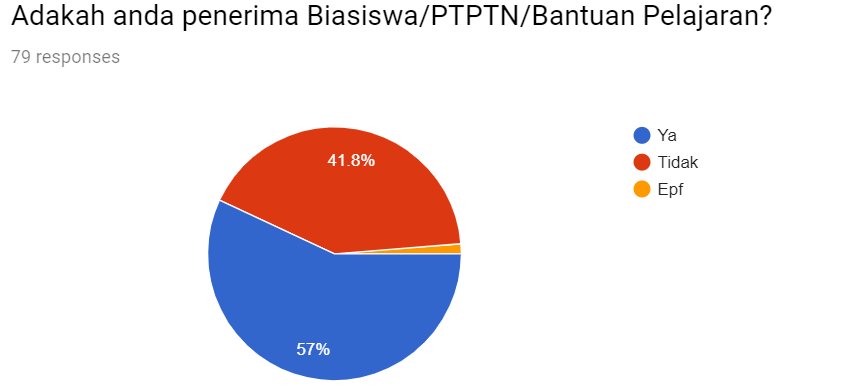 Adakah anda penerima Biasiswa/PTPTN/Bantuan Pelajaran?
79 responses
Ya
Tidak
Epf
41.8%
57%